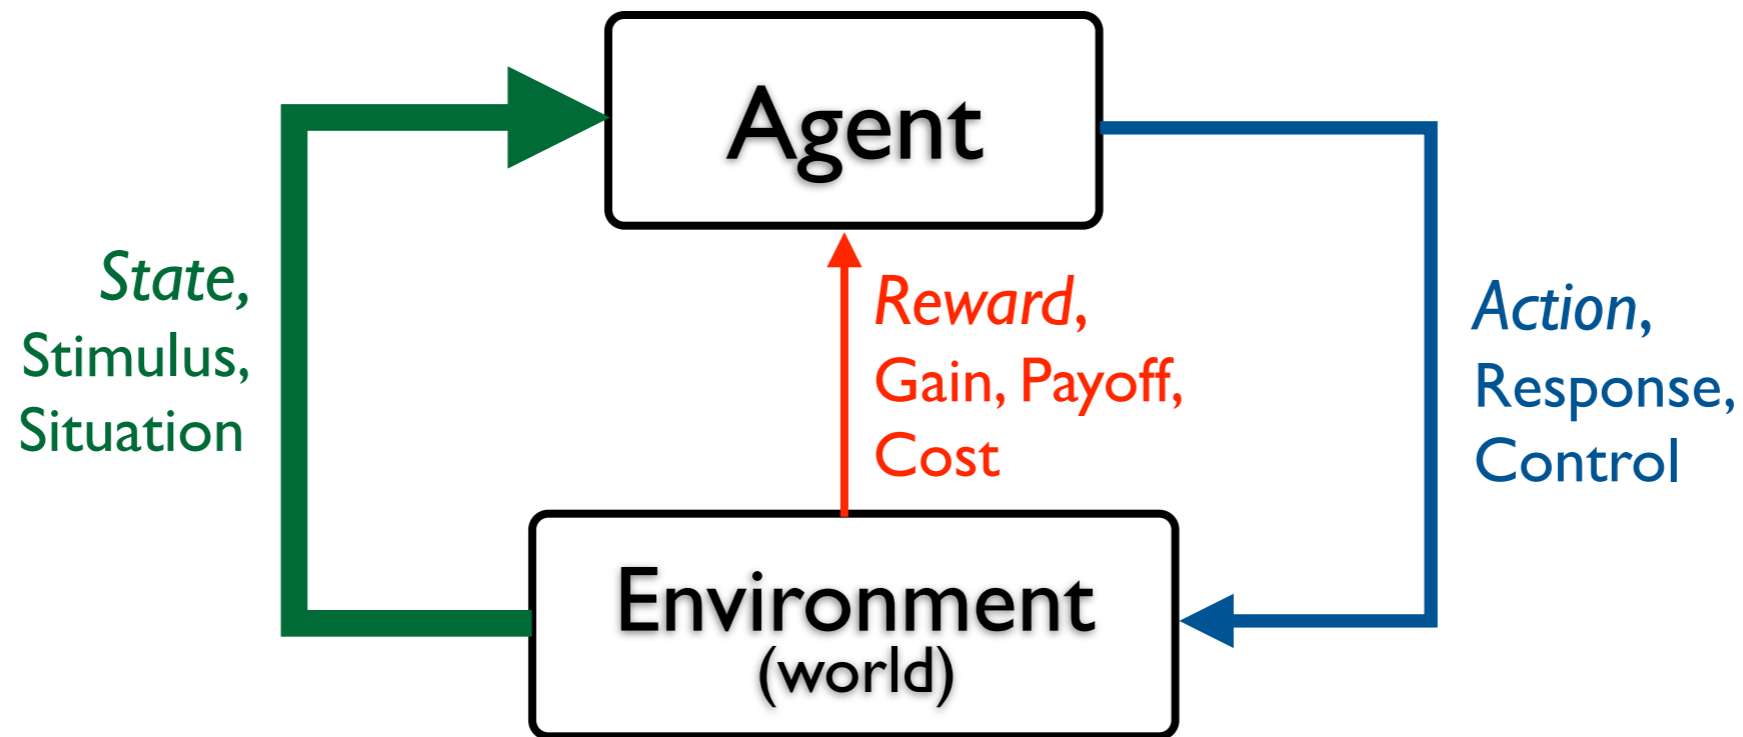 Agent
State,
Stimulus,
Situation
Reward,
Gain, Payoff,
Cost
Action,
Response,
Control
Environment
(world)